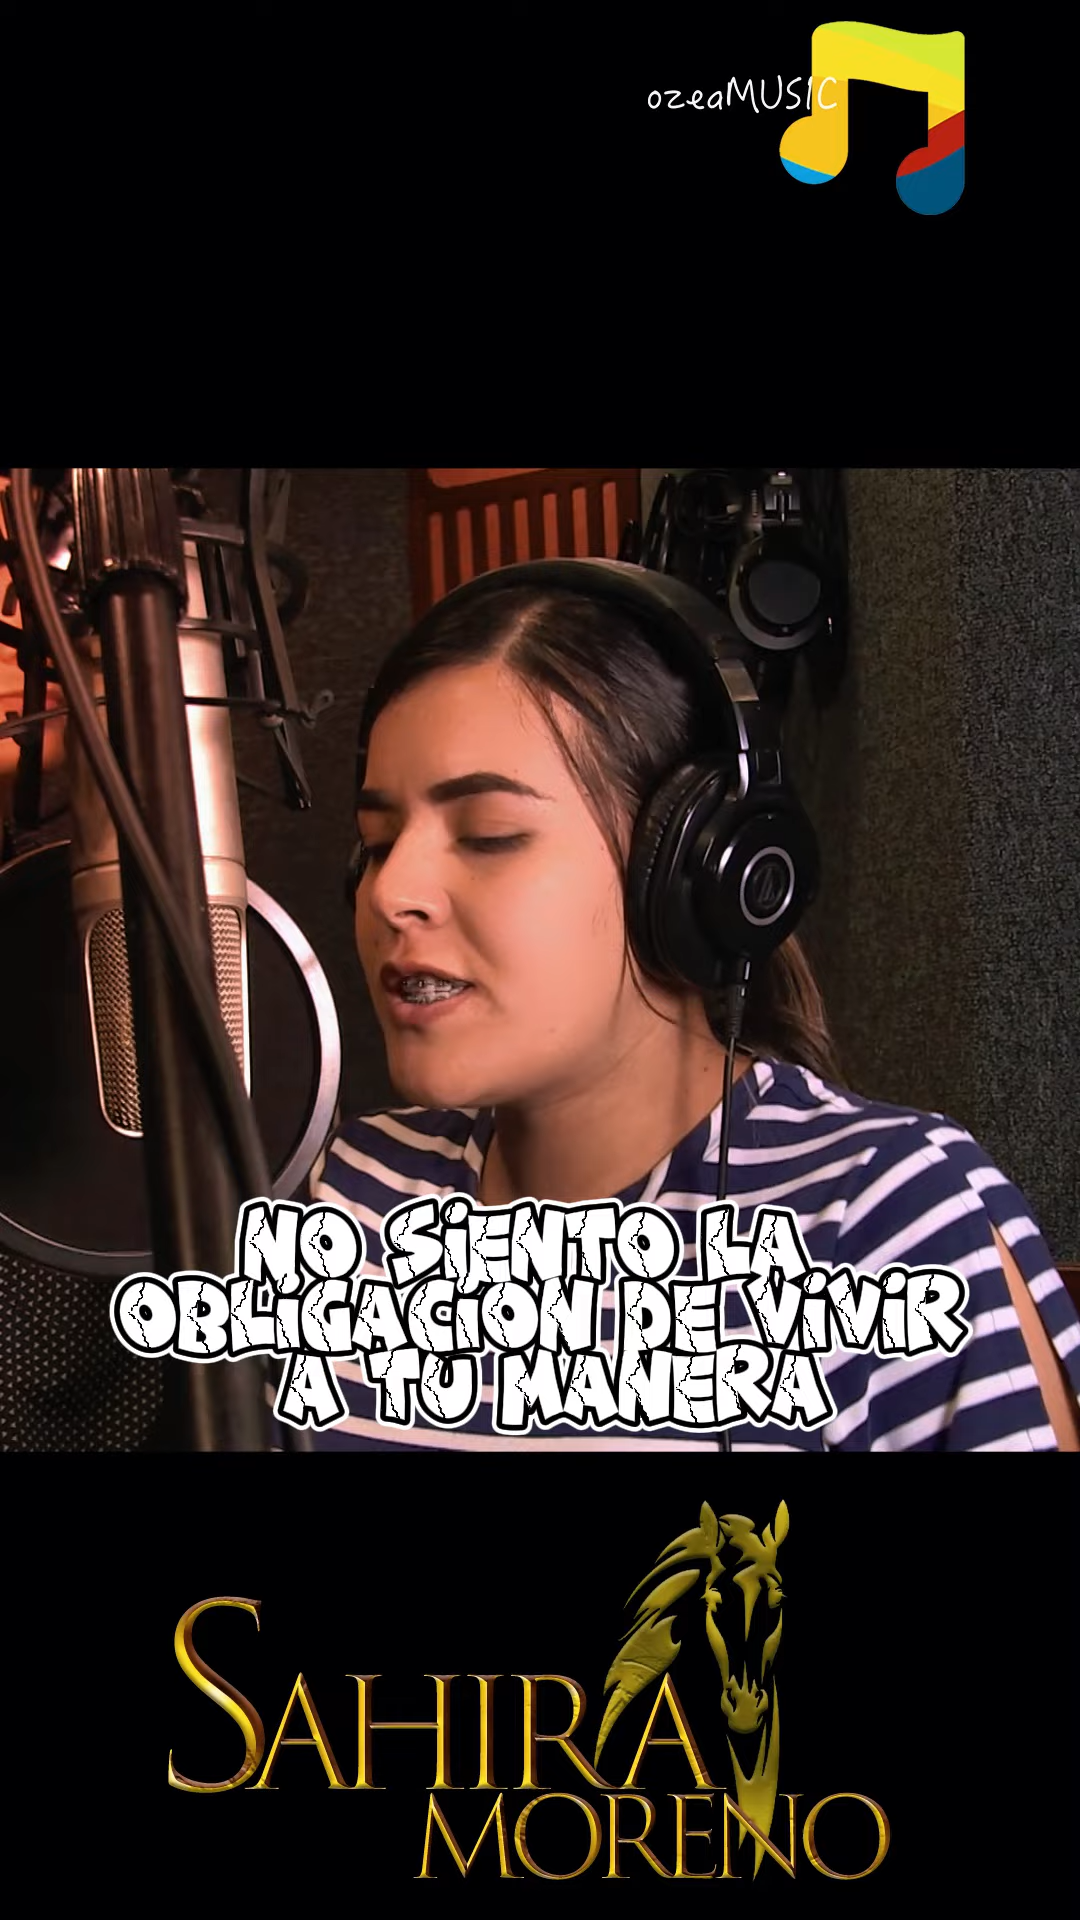 ozeaMUSIC
NO SIENTO LA
OBLIGACION DE VIVIR
A TU MANERA
SAHIRA
MORENO